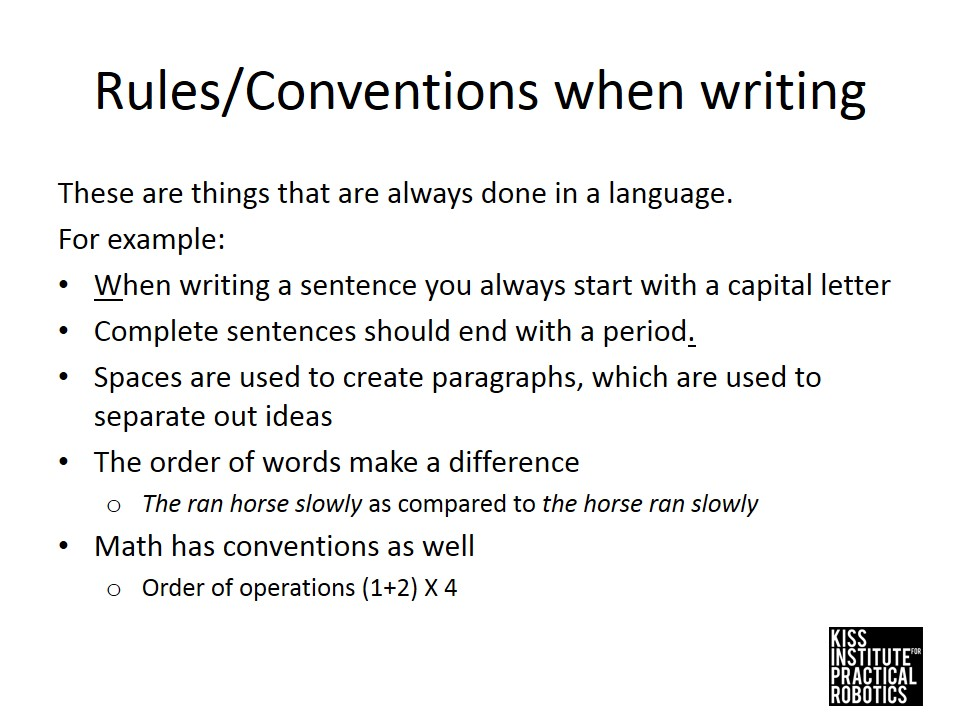 Rules/Conventions when writing
These are things that are always done in a language.
For example:
• When writing a sentence you always start with a capital letter
• Complete sentences should end with a period.
• Spaces are used to create paragraphs, which are used to
separate out ideas
• The order of words make a difference
o The ran horse slowly as compared to the horse ran slowly
• Math has conventions as well
o Order of operations (1+2) X 4
KISS
INSTITUTE FOR
PRACTICAL
ROBOTICS